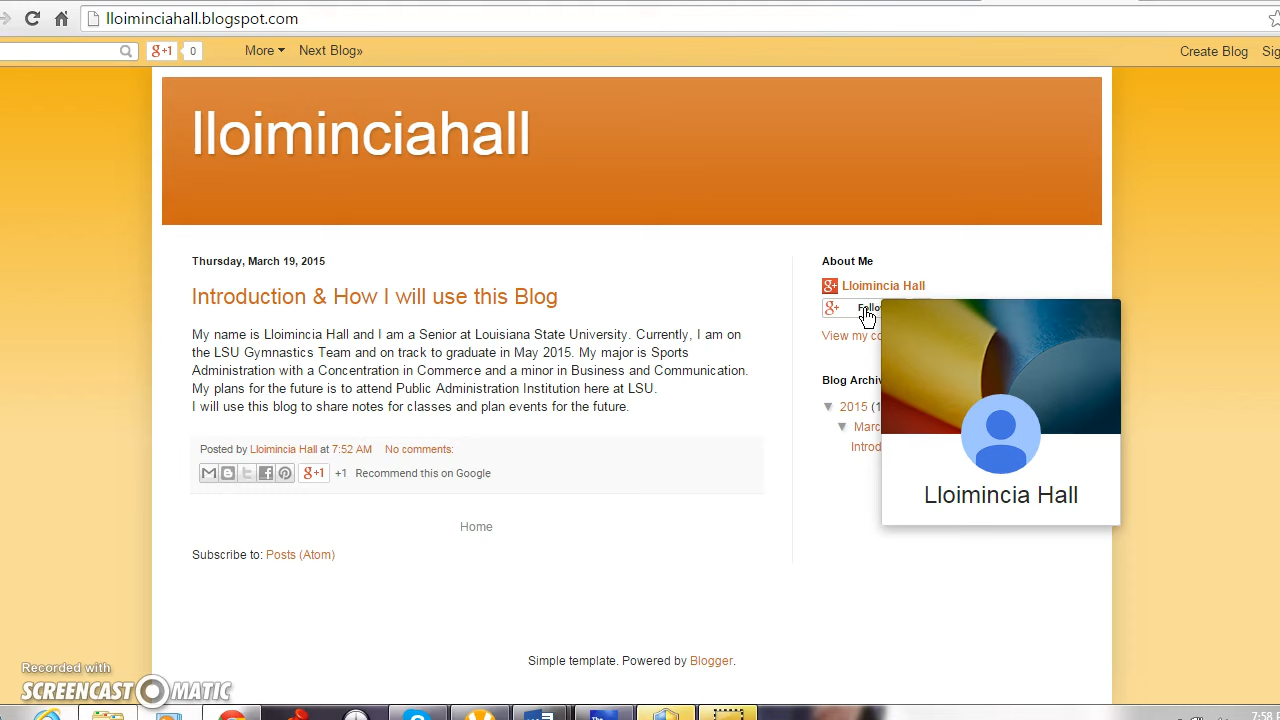 lloiminciahall.blogspot.com
g+1 0 More Next Blog» Create Blog
lloiminciahall
Thursday, March 19, 2015
Introduction & How I will use this Blog
My name is Lloimincia Hall and I am a Senior at Louisiana State University. Currently, I am on
the LSU Gymnastics Team and on track to graduate in May 2015. My major is Sports
Administration with a Concentration in Commerce and a minor in Business and Communication.
My plans for the future is to attend Public Administration Institution here at LSU.
I will use this blog to share notes for classes and plan events for the future.
Posted by Lloimincia Hall at 7:52 AM No comments:
g+1 +1 Recommend this on Google
Home
Subscribe to: Posts (Atom)
About Me
g+ Lloimincia Hall
g+
View my
Blog
2015
Lloimincia Hall
Simple template. Powered by Blogger.
Recorded with
SCREENCAST O MATIC
7:58